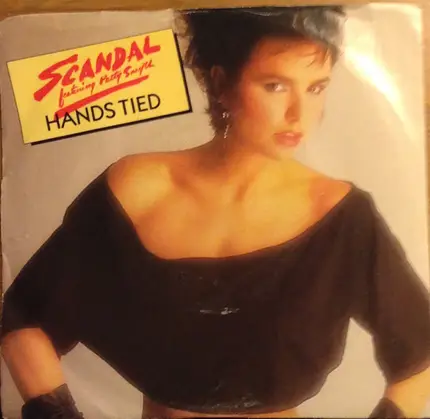 SCANDAL
featuring Patty Smyth
HANDS TIED